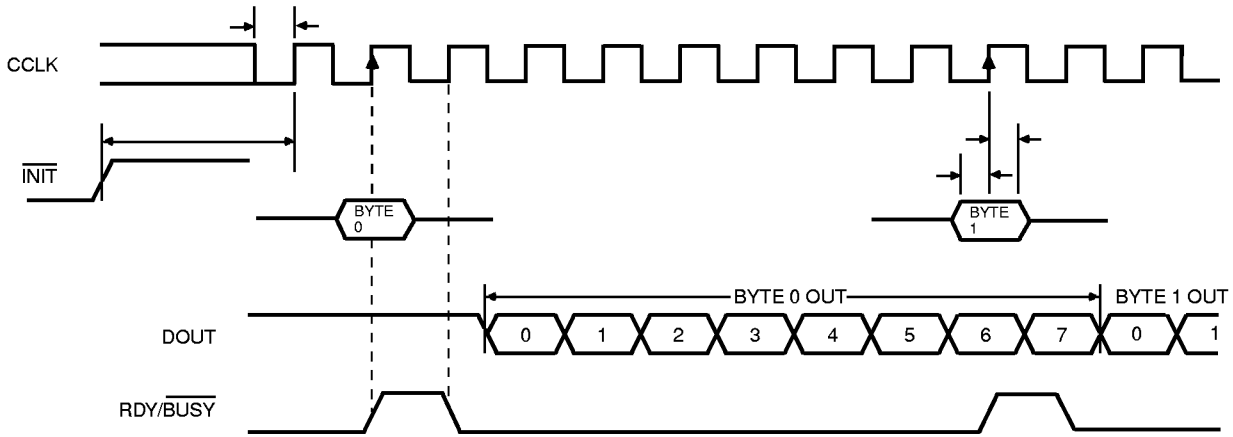 CCLK
INIT
BYTE
0
BYTE
1
BYTE 0 OUT
BYTE 1 OUT
DOUT
0 1 2 3 4 5 6 7 0 1
RDY/BUSY